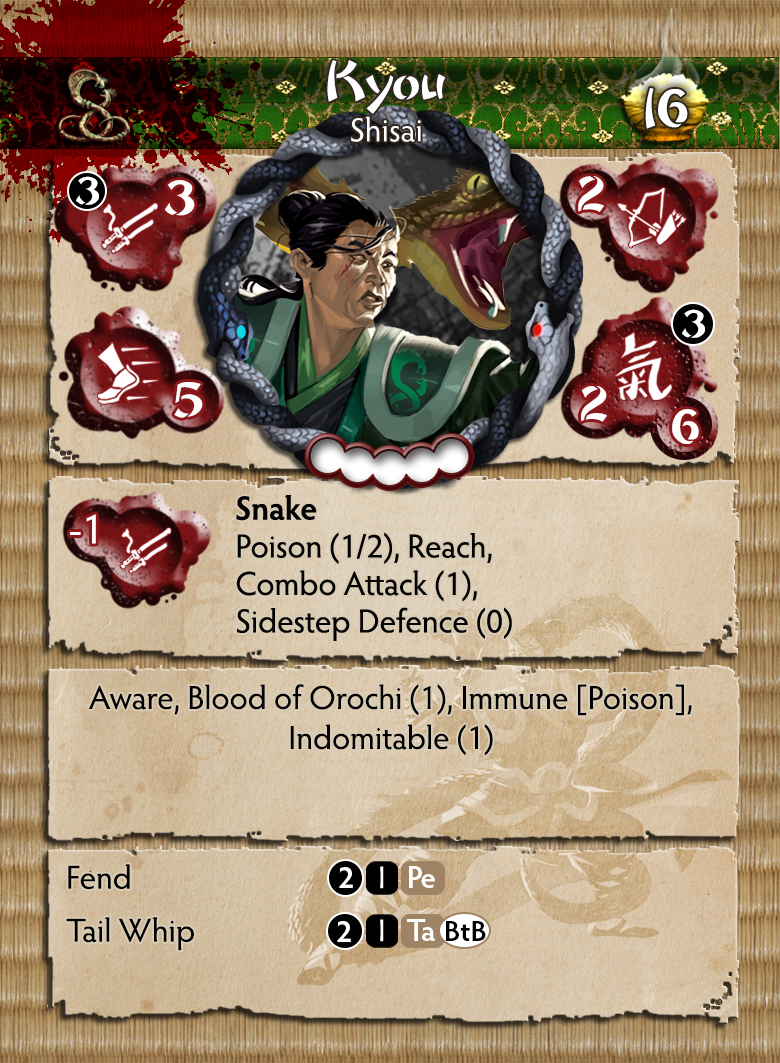 Kyou
Shisai
16
3 3
2
5
氣
3
2 6
-1
Snake
Poison (1/2), Reach,
Combo Attack (1),
Sidestep Defence (0)
Aware, Blood of Orochi (1), Immune [Poison],
Indomitable (1)
Fend 2 1 Pe
Tail Whip 2 1 Ta BtB